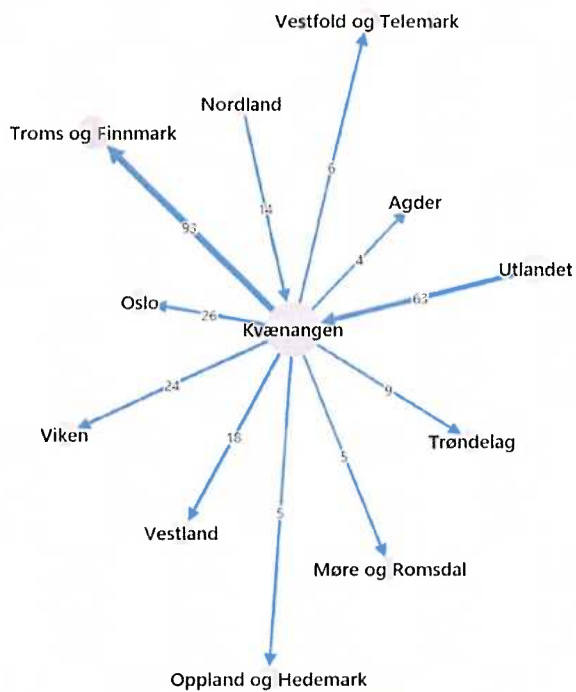 Vestfold og Telemark
Nordland
Troms og Finnmark
6
14
Agder
93
4
Utlandet
63
Oslo
26
Kvænangen
24
9
Viken
18
5
Trøndelag
5
Vestland
Møre og Romsdal
Oppland og Hedemark